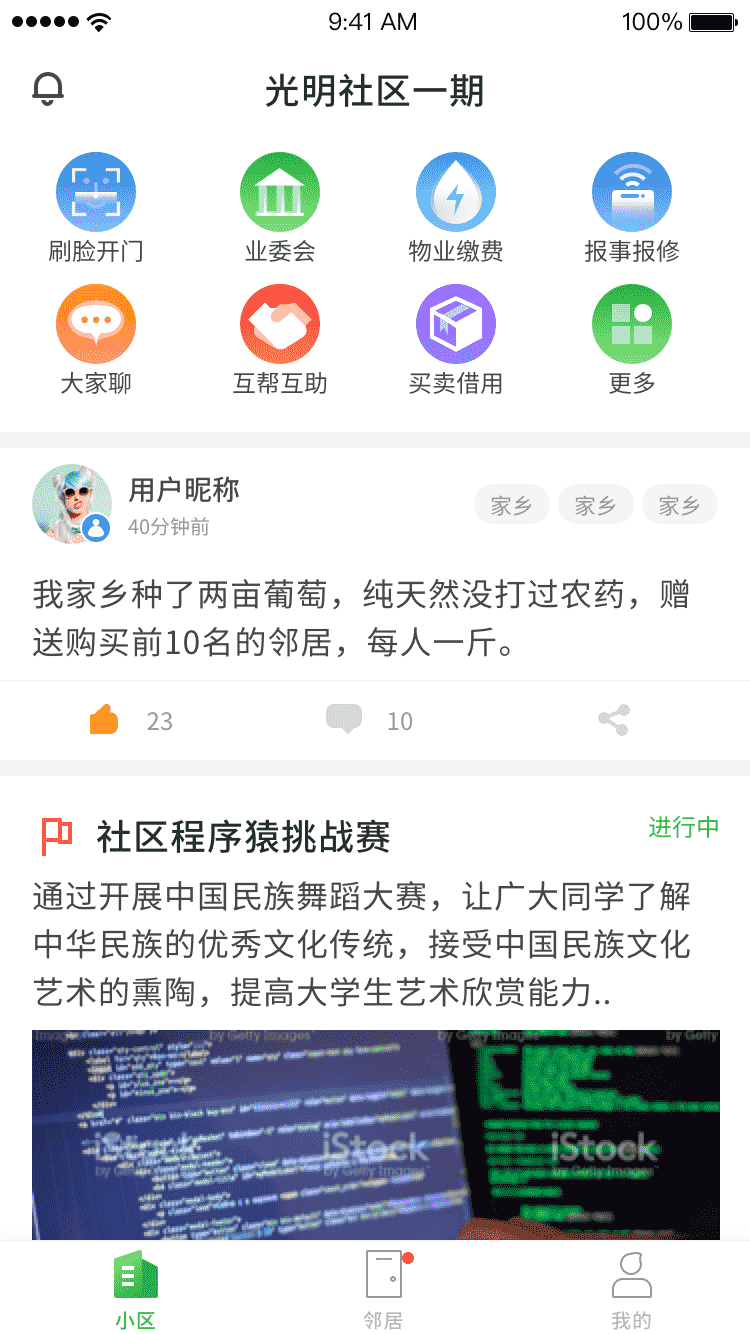 9:41 AM
100%
光明社区一期
刷脸开门
业委会
物业缴费
报事报修
大家聊
互帮互助
买卖借用
更多
用户昵称
家乡
家乡
家乡
40分钟前
我家乡种了两亩葡萄，纯天然没打过农药，赠
送购买前10名的邻居，每人一斤。
23
10
社区程序猿挑战赛
进行中
通过开展中国民族舞蹈大赛，让广大同学了解
中华民族的优秀文化传统，接受中国民族文化
艺术的熏陶，提高大学生艺术欣赏能力..
by Getty Images
iStock
iStock
iStock
by Getty Images
by Getty Images
小区
邻居
我的